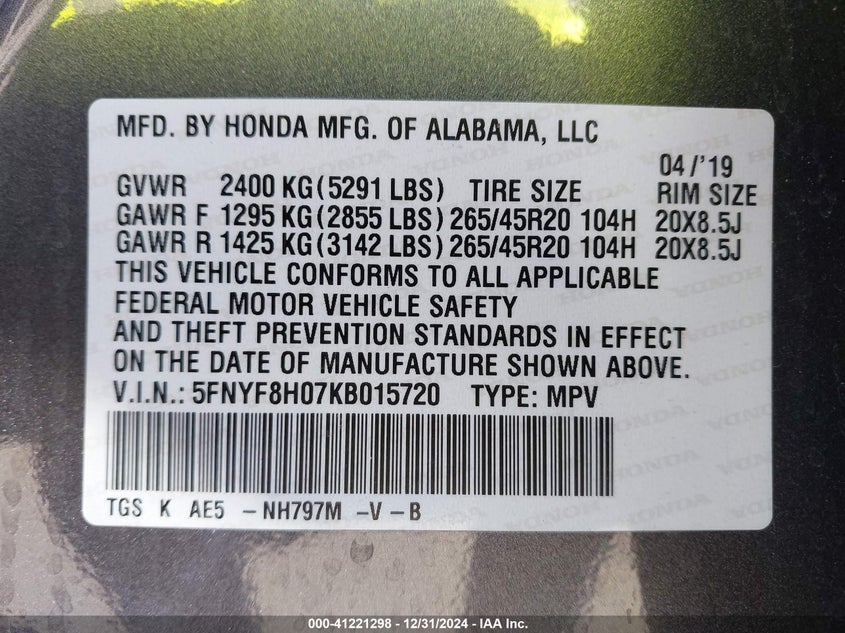 MFD. BY HONDA MFG. OF ALABAMA, LLC
04/'19
GVWR 2400 KG (5291 LBS) TIRE SIZE RIM SIZE
GAWR F 1295 KG (2855 LBS) 265/45R20 104H 20X8.5J
GAWR R 1425 KG (3142 LBS) 265/45R20 104H 20X8.5J
THIS VEHICLE CONFORMS TO ALL APPLICABLE
FEDERAL MOTOR VEHICLE SAFETY
AND THEFT PREVENTION STANDARDS IN EFFECT
ON THE DATE OF MANUFACTURE SHOWN ABOVE.
V.I.N.: 5FNYF8H07KB015720 TYPE: MPV
TGS K AE5 -NH797M -V -B
000-41221298 - 12/31/2024 - IAA Inc.